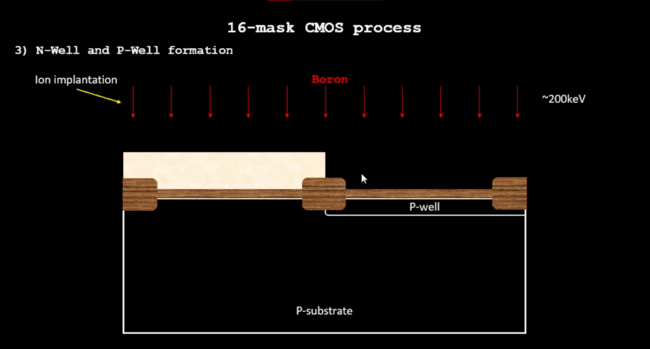 16-mask CMOS process
3) N-Well and P-Well formation
Ion implantation
Boron
~200keV
P-well
P-substrate